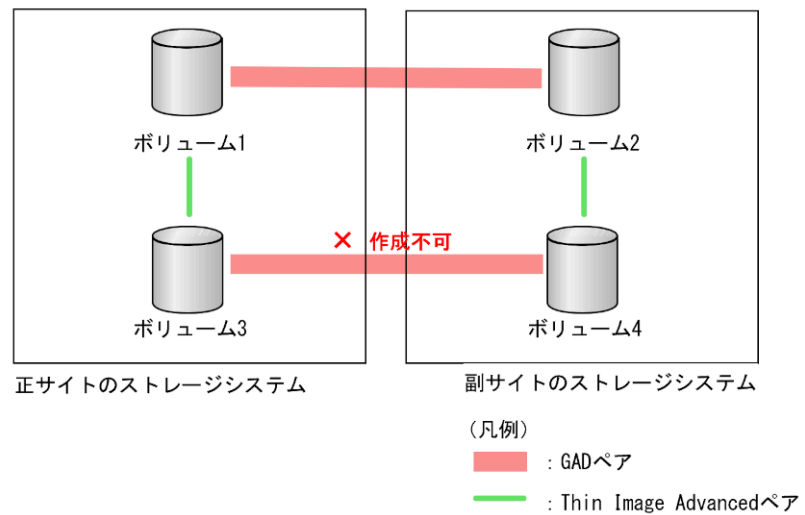 ボリューム1
ボリューム2
× 作成不可
ボリューム3
ボリューム4
正サイトのストレージシステム
副サイトのストレージシステム
(凡例)
:GADペア
:Thin Image Advancedペア